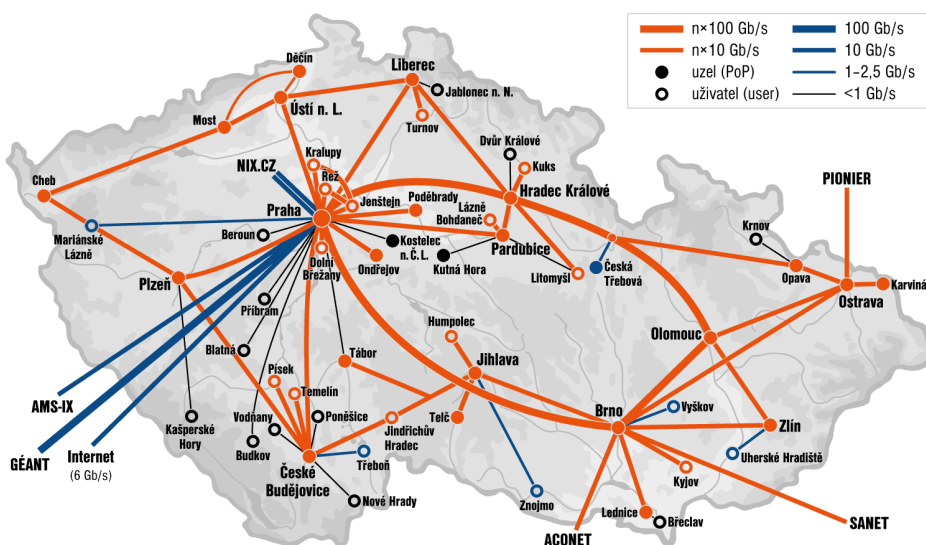 n×100 Gb/s
100 Gb/s
n×10 Gb/s
10 Gb/s
uzel (PoP)
1–2,5 Gb/s
uživatel (user)
<1 Gb/s
Děčín
Liberec
Jablonec n. N.
Ústí n. L.
Most
Turnov
Dvůr Králové
Kralupy
NIX.CZ
Řež
Kuks
Cheb
Jenštejn
Hradec Králové
PIONIER
Praha
Poděbrady
Lázně
Bohdaneč
Krnov
Mariánské
Lázně
Beroun
Kostelec
n. Č. L.
Pardubice
Dolní
Břežany
Ondřejov
Kutná Hora
Litomyšl
Česká
Třebová
Opava
Plzeň
Karviná
Ostrava
Příbram
Humpolec
Olomouc
Blatná
Tábor
Jihlava
Písek
Temelín
AMS-IX
Vodňany
Poněšice
Telč
Brno
Vyškov
Zlín
Kašperské
Hory
Jindřichův
Hradec
Budkov
GÉANT
Internet
(6 Gb/s)
České
Budějovice
Třeboň
Uherské Hradiště
Kyjov
Nové Hrady
Znojmo
Lednice
Břeclav
SANET
ACONET